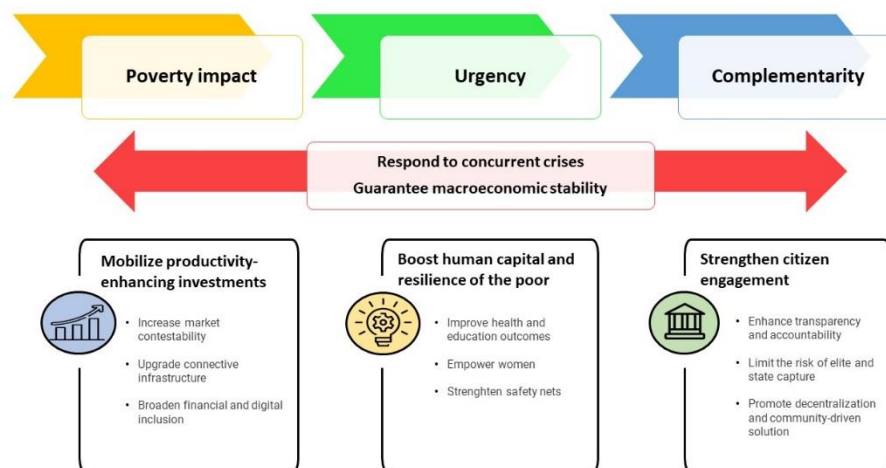 Poverty impact
Urgency
Complementarity
Respond to concurrent crises
Guarantee macroeconomic stability
Mobilize productivity-
enhancing investments
• Increase market
contestability
• Upgrade connective
infrastructure
• Broaden financial and digital
inclusion
Boost human capital and
resilience of the poor
• Improve health and
education outcomes
• Empower women
• Strenghten safety nets
Strengthen citizen
engagement
• Enhance transparency
and accountability
• Limit the risk of elite and
state capture
• Promote decentralization
and community-driven
solution